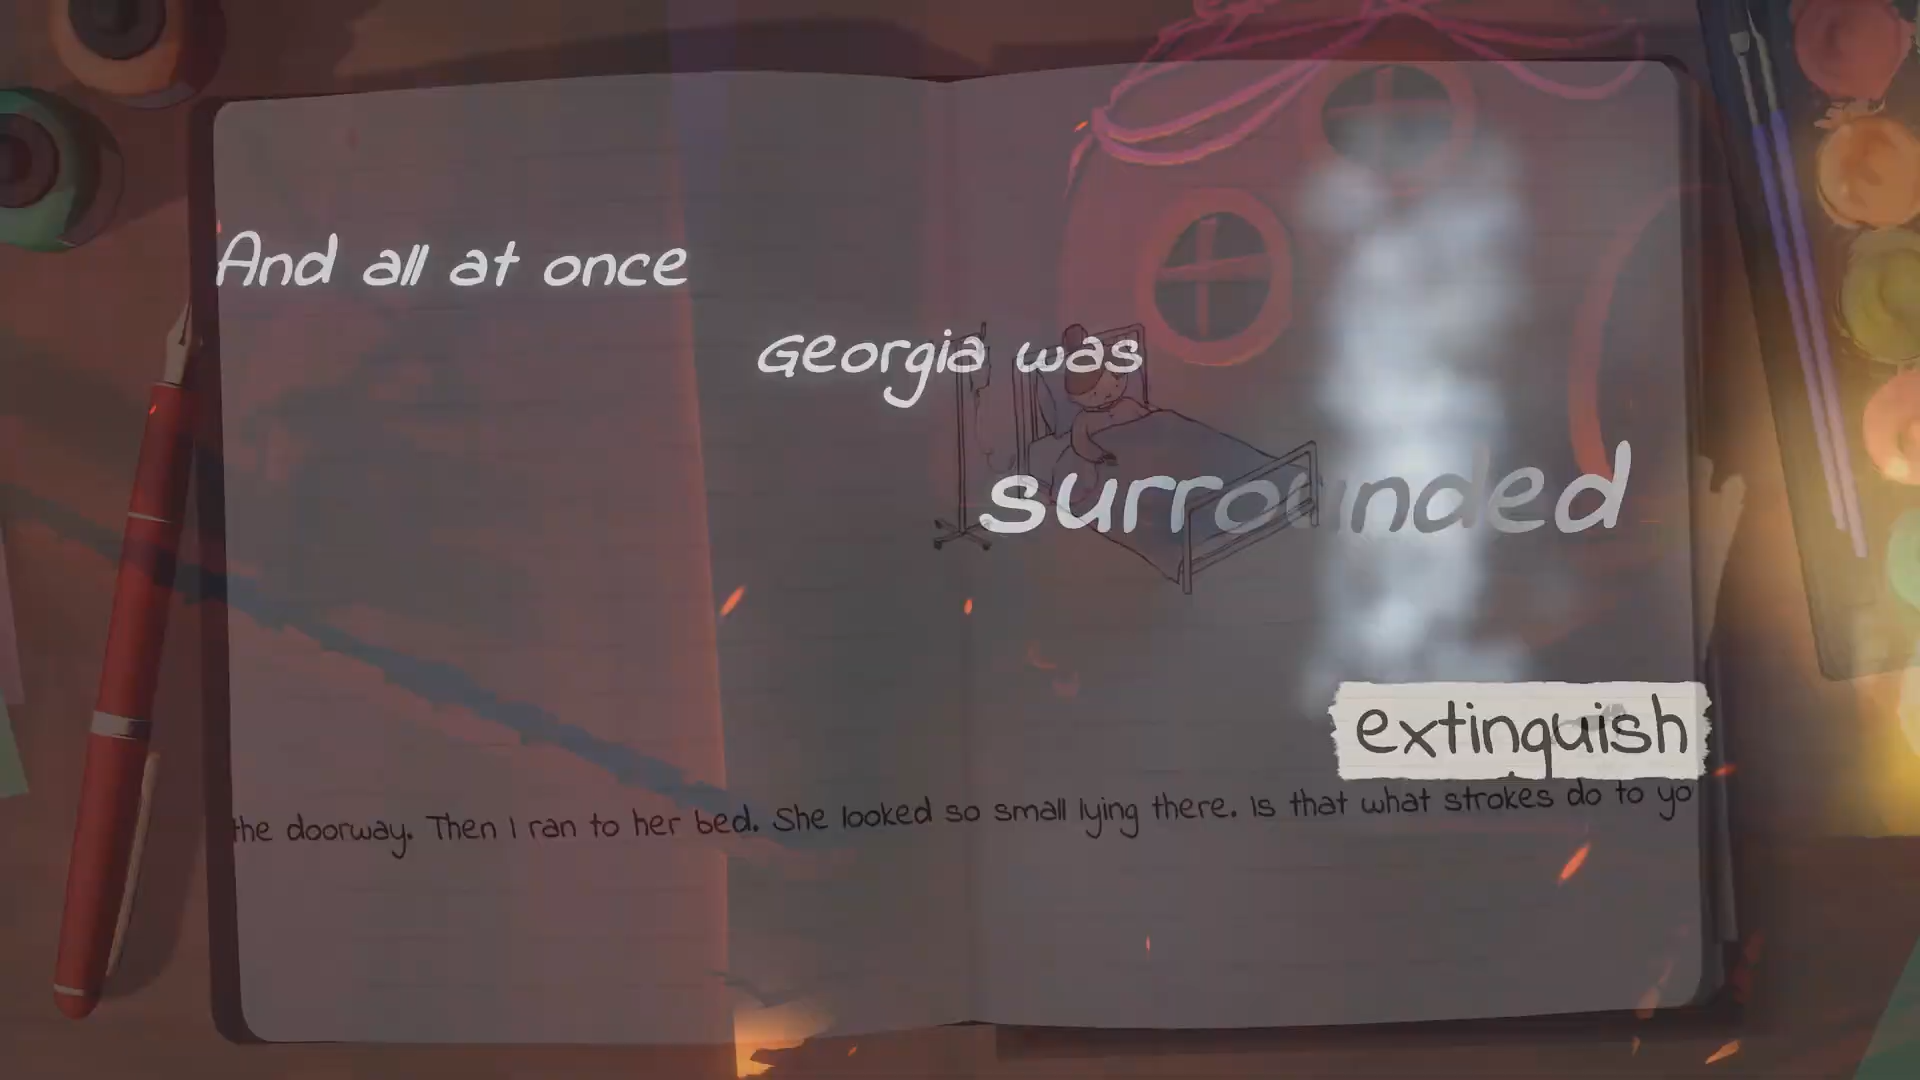 And all at once
Georgia was
surrounded
extinguish
the doorway. Then I ran to her bed. She looked so small lying there. Is that what strokes do to yo